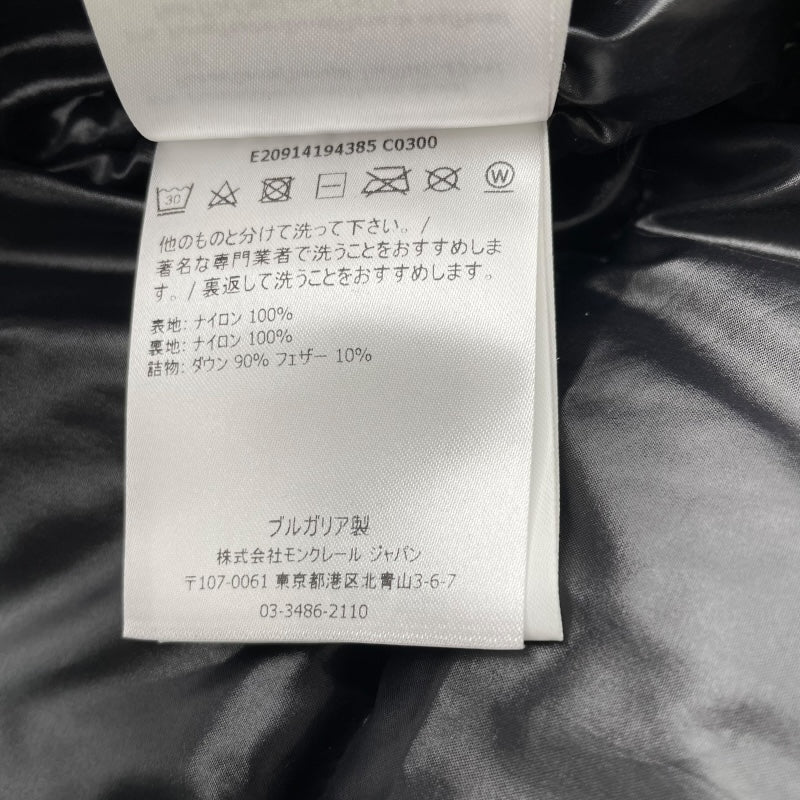 E20914194385 C0300
30
W
他のものと分けて洗って下さい。/
著名な専門業者で洗うことをおすすめしま
す。/ 裏返して洗うことをおすすめします。
表地: ナイロン 100%
裏地: ナイロン 100%
詰物: ダウン 90% フェザー 10%
ブルガリア製
株式会社モンクレール ジャパン
〒107-0061 東京都港区北青山3-6-7
03-3486-2110